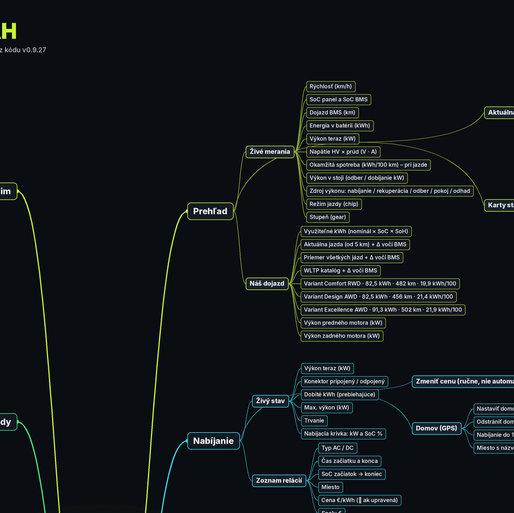 H
z kódu v0.9.27
im
dy
Prehľad
Živé merania
Rýchlosť (km/h)
SoC panel a SoC BMS
Dojazd BMS (km)
Energia v batérii (kWh)
Výkon teraz (kW)
Napätie HV × prúd (V · A)
Okamžitá spotreba (kWh/100 km) – pri jazde
Výkon v stoji (odber / dobíjanie kW)
Zdroj výkonu: nabíjanie / rekuperácia / odber / pokoj / odhad
Režim jazdy (chip)
Stupeň (gear)
Aktuálna
Karty st
Náš dojazd
Využiteľné kWh (nominál × SoC × SoH)
Aktuálna jazda (od 5 km) + Δ voči BMS
Priemer všetkých jázd + Δ voči BMS
WLTP katalóg + Δ voči BMS
Variant Comfort RWD · 82,5 kWh · 482 km · 19,9 kWh/100
Variant Design AWD · 82,5 kWh · 456 km · 21,4 kWh/100
Variant Excellence AWD · 91,3 kWh · 502 km · 21,9 kWh/100
Výkon predného motora (kW)
Výkon zadného motora (kW)
Nabíjanie
Živý stav
Výkon teraz (kW)
Konektor pripojený / odpojený
Dobité kWh (prebiehajúce)
Max. výkon (kW)
Trvanie
Nabíjacia krivka: kW a SoC %
Zoznam relácií
Typ AC / DC
Čas začiatku a konca
SoC začiatok → koniec
Miesto
Cena €/kWh (▯ ak upravená)
Zmeniť cenu (ručne, nie automa
Domov (GPS)
Nastaviť domo
Odstrániť dom
Nabíjanie do 1
Miesto s názv